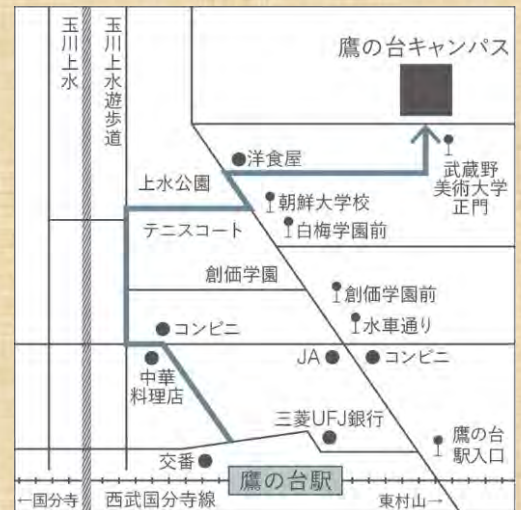 玉川上水
玉川上水遊歩道
鷹の台キャンパス
洋食屋
武蔵野
美術大学
正門
上水公園
朝鮮大学校
テニスコート
白梅学園前
創価学園
創価学園前
水車通り
コンビニ
JA
コンビニ
中華
料理店
三菱UFJ銀行
鷹の台
駅入口
交番
鷹の台駅
←国分寺
西武国分寺線
東村山→